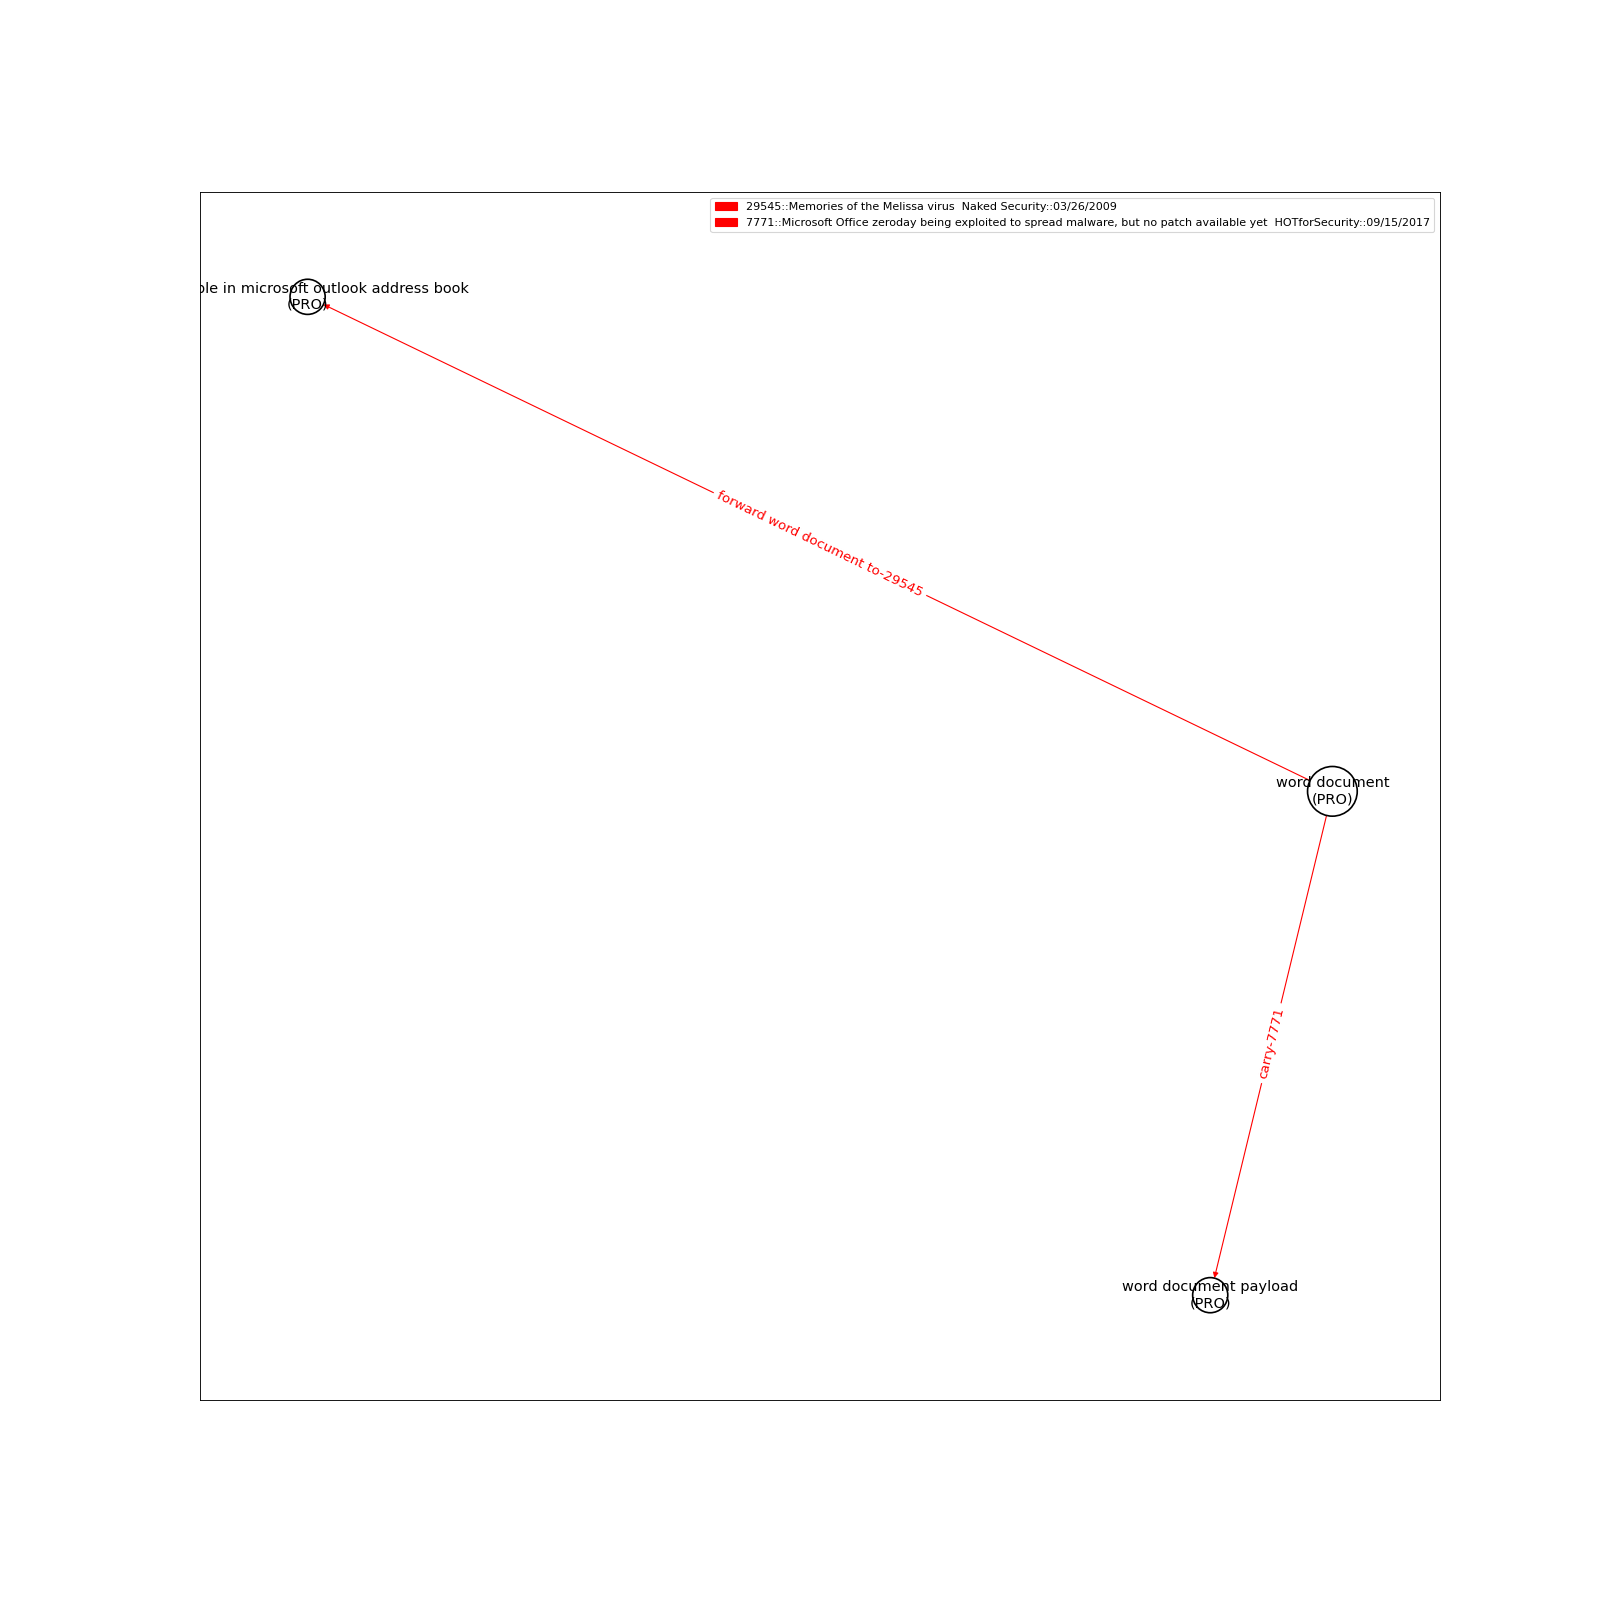 29545::Memories of the Melissa virus  Naked Security::03/26/2009
7771::Microsoft Office zeroday being exploited to spread malware, but no patch available yet  HOTforSecurity::09/15/2017
in microsoft outlook address book
(PRO)
forward word document to-29545
word document
(PRO)
carry-7771
word document payload
(PRO)